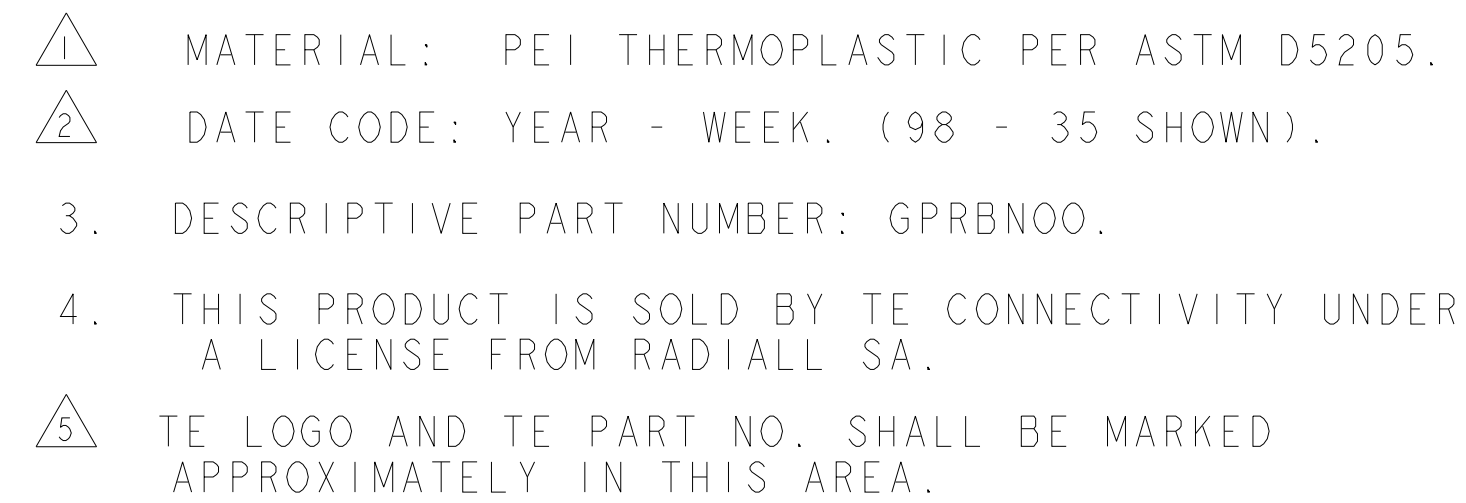 1 MATERIAL: PEI THERMOPLASTIC PER ASTM D5205.
2 DATE CODE: YEAR - WEEK. (98 - 35 SHOWN).
3. DESCRIPTIVE PART NUMBER: GPRBN00.
4. THIS PRODUCT IS SOLD BY TE CONNECTIVITY UNDER
A LICENSE FROM RADIALL SA.
5 TE LOGO AND TE PART NO. SHALL BE MARKED
APPROXIMATELY IN THIS AREA.